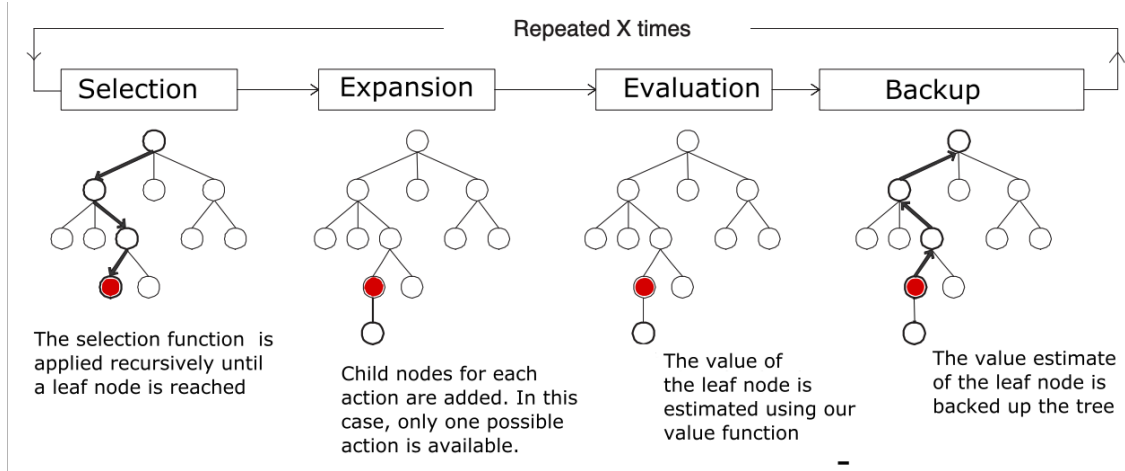 Repeated X times
Selection
Expansion
Evaluation
Backup
The selection function is
applied recursively until
a leaf node is reached
Child nodes for each
action are added. In this
case, only one possible
action is available.
The value of
the leaf node is
estimated using our
value function
The value estimate
of the leaf node is
backed up the tree